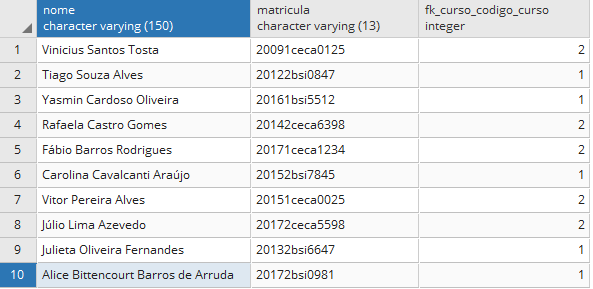 nome matricula fk_curso_codigo_curso
character varying (150) character varying (13) integer
1 Vinicius Santos Tosta 20091ceca0125 2
2 Tiago Souza Alves 20122bsi0847 1
3 Yasmin Cardoso Oliveira 20161bsi5512 1
4 Rafaela Castro Gomes 20142ceca6398 2
5 Fábio Barros Rodrigues 20171ceca1234 2
6 Carolina Cavalcanti Araújo 20152bsi7845 1
7 Vitor Pereira Alves 20151ceca0025 2
8 Júlio Lima Azevedo 20172ceca5598 2
9 Julieta Oliveira Fernandes 20132bsi6647 1
10 Alice Bittencourt Barros de Arruda 20172bsi0981 1